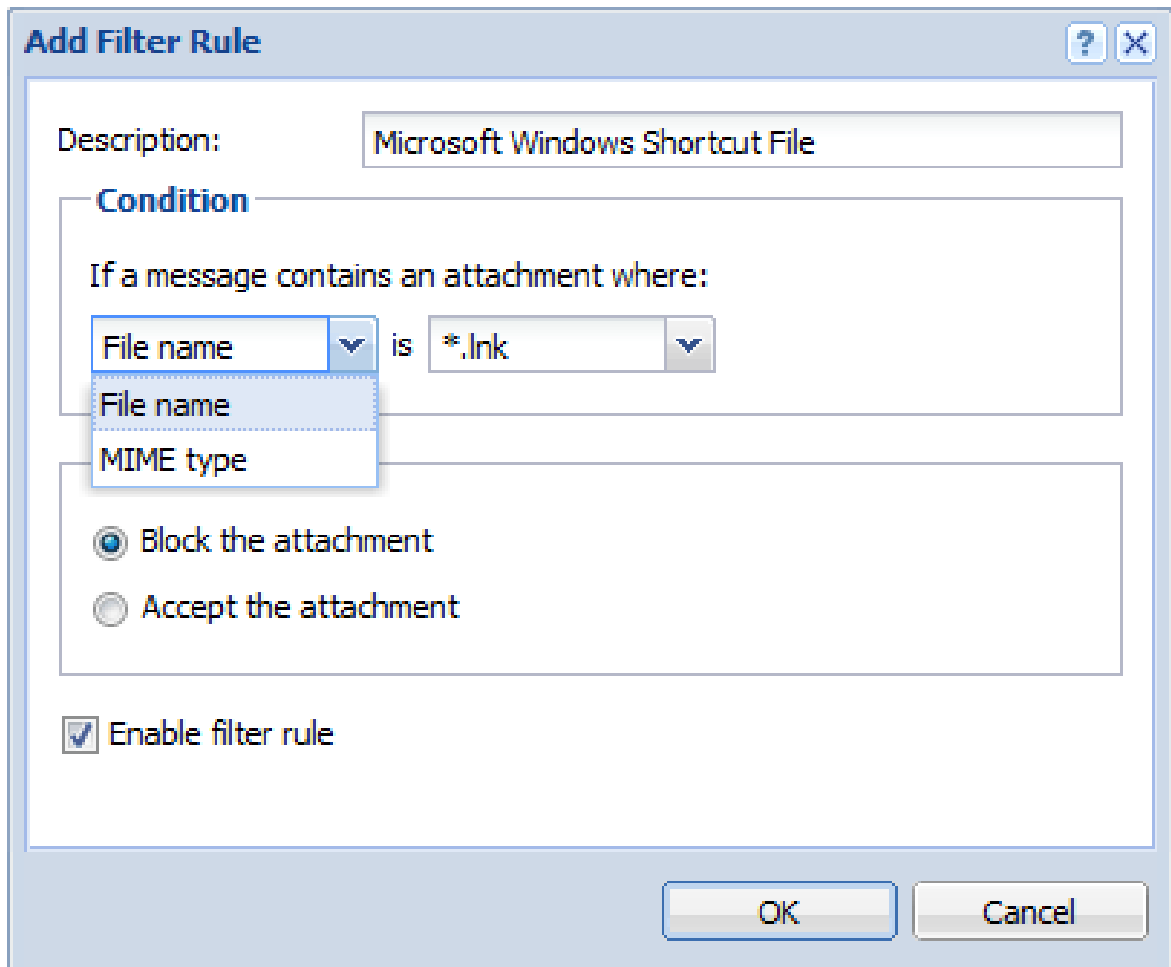 Add Filter Rule
?
Description: Microsoft Windows Shortcut File
Condition
If a message contains an attachment where:
File name is *.lnk
File name
MIME type
Block the attachment
Accept the attachment
Enable filter rule
OK Cancel